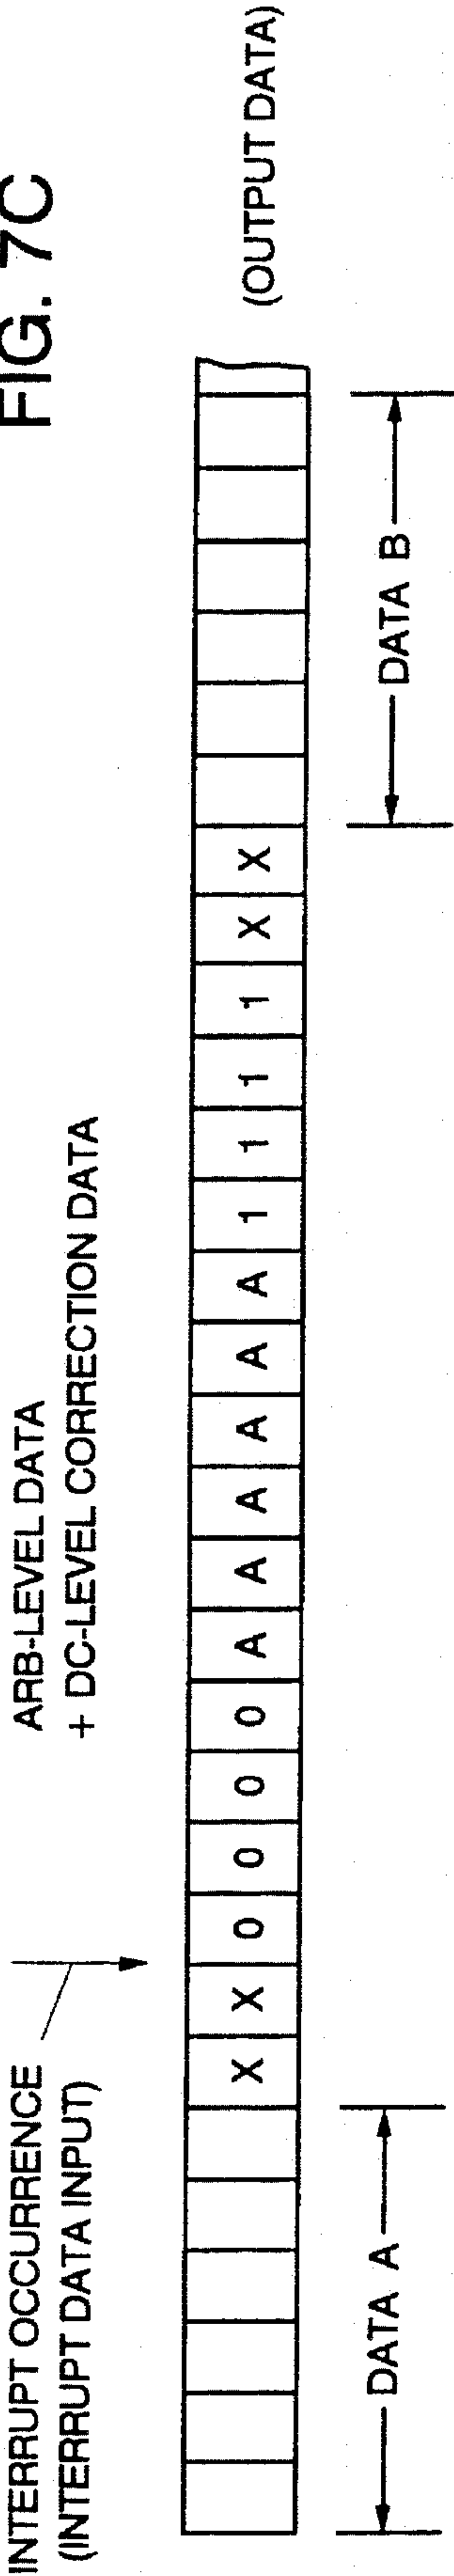 FIG. 7C
INTERRUPT OCCURRENCE
(INTERRUPT DATA INPUT)
ARB-LEVEL DATA
+ DC-LEVEL CORRECTION DATA
X X 0 0 0 0 A A A A A A 1 1 1 1 X X
(OUTPUT DATA)
DATA A
DATA B